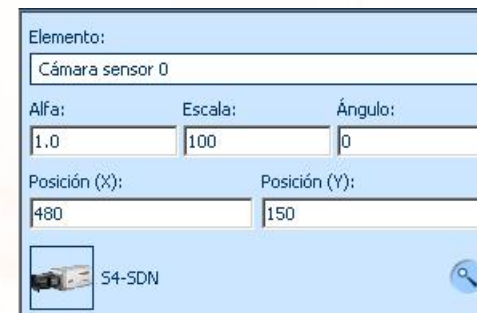 Elemento:
Cámara sensor 0
Alfa: Escala: Ángulo:
1.0 100 0
Posición (X): Posición (Y):
480 150
S4-SDN